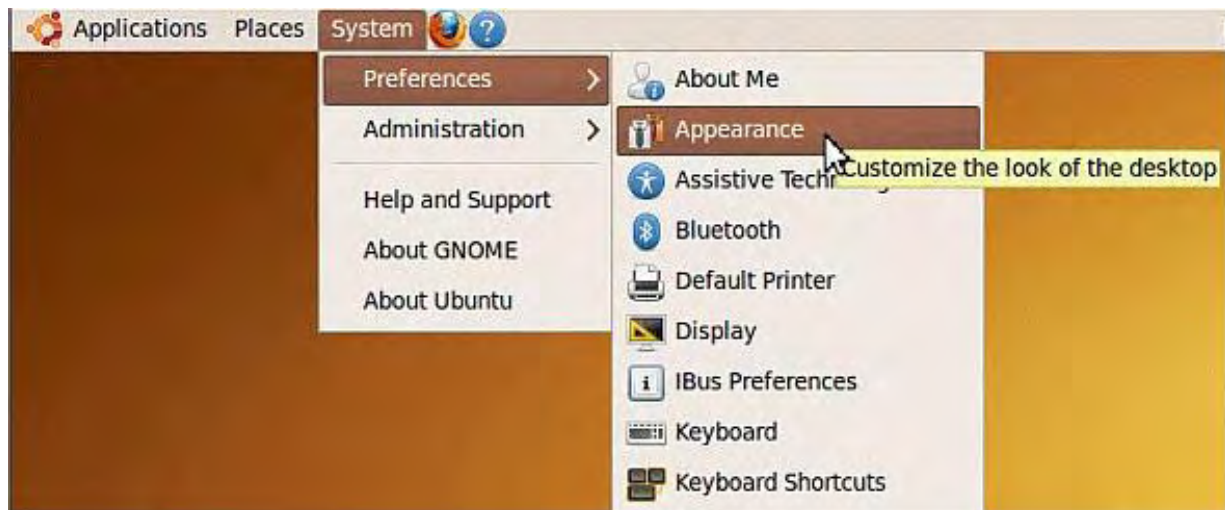 Applications Places System
Preferences
Administration
Help and Support
About GNOME
About Ubuntu
About Me
Appearance
Customize the look of the desktop
Assistive
Bluetooth
Default Printer
Display
IBus Preferences
Keyboard
Keyboard Shortcuts